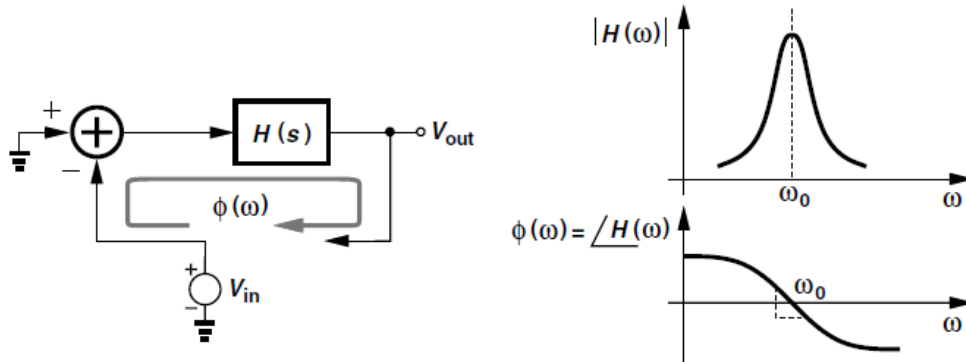 +
−
+
H(s)
Vout
ϕ(ω)
+
−
Vin
|H(ω)|
ω0
ω
ϕ(ω) = ∠H(ω)
ω0
ω